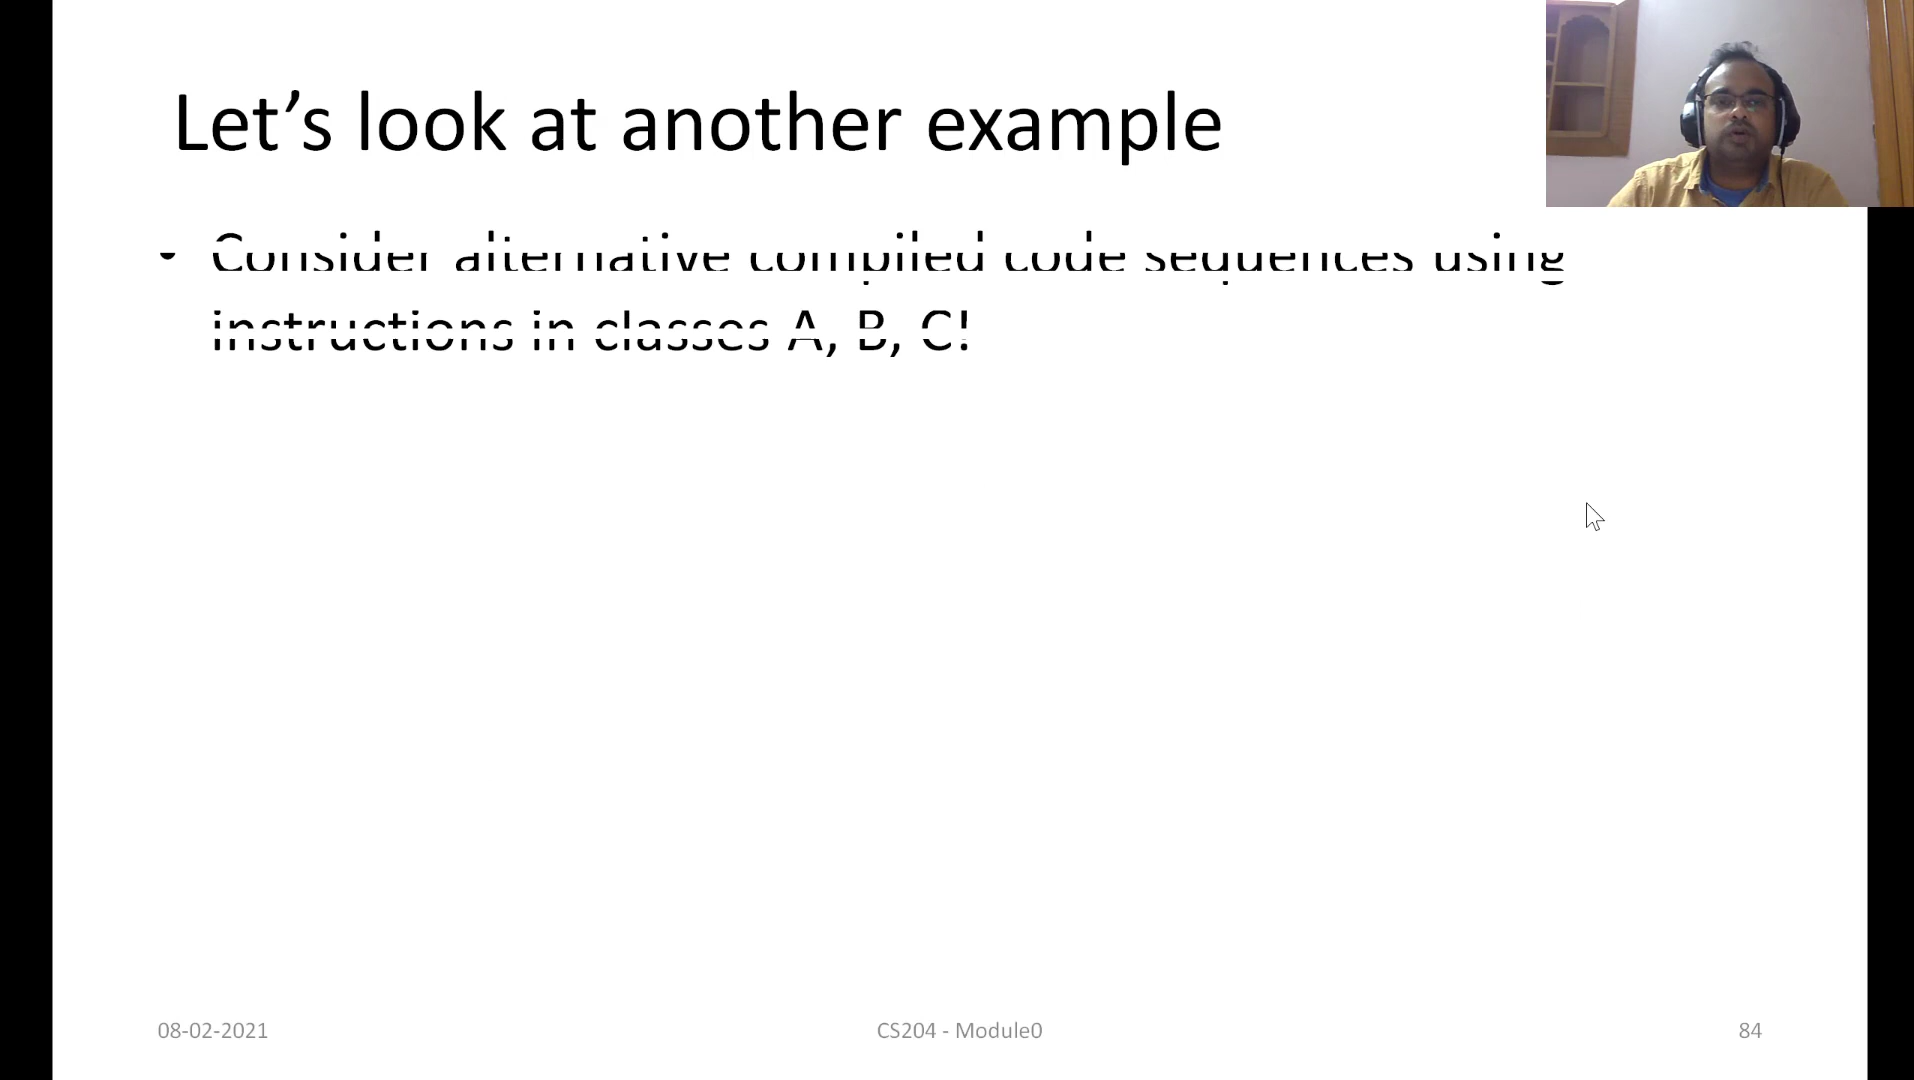 Let’s look at another example
• Consider alternative compiled code sequences using
instructions in classes A, B, C!
08-02-2021
CS204 - Module0
84